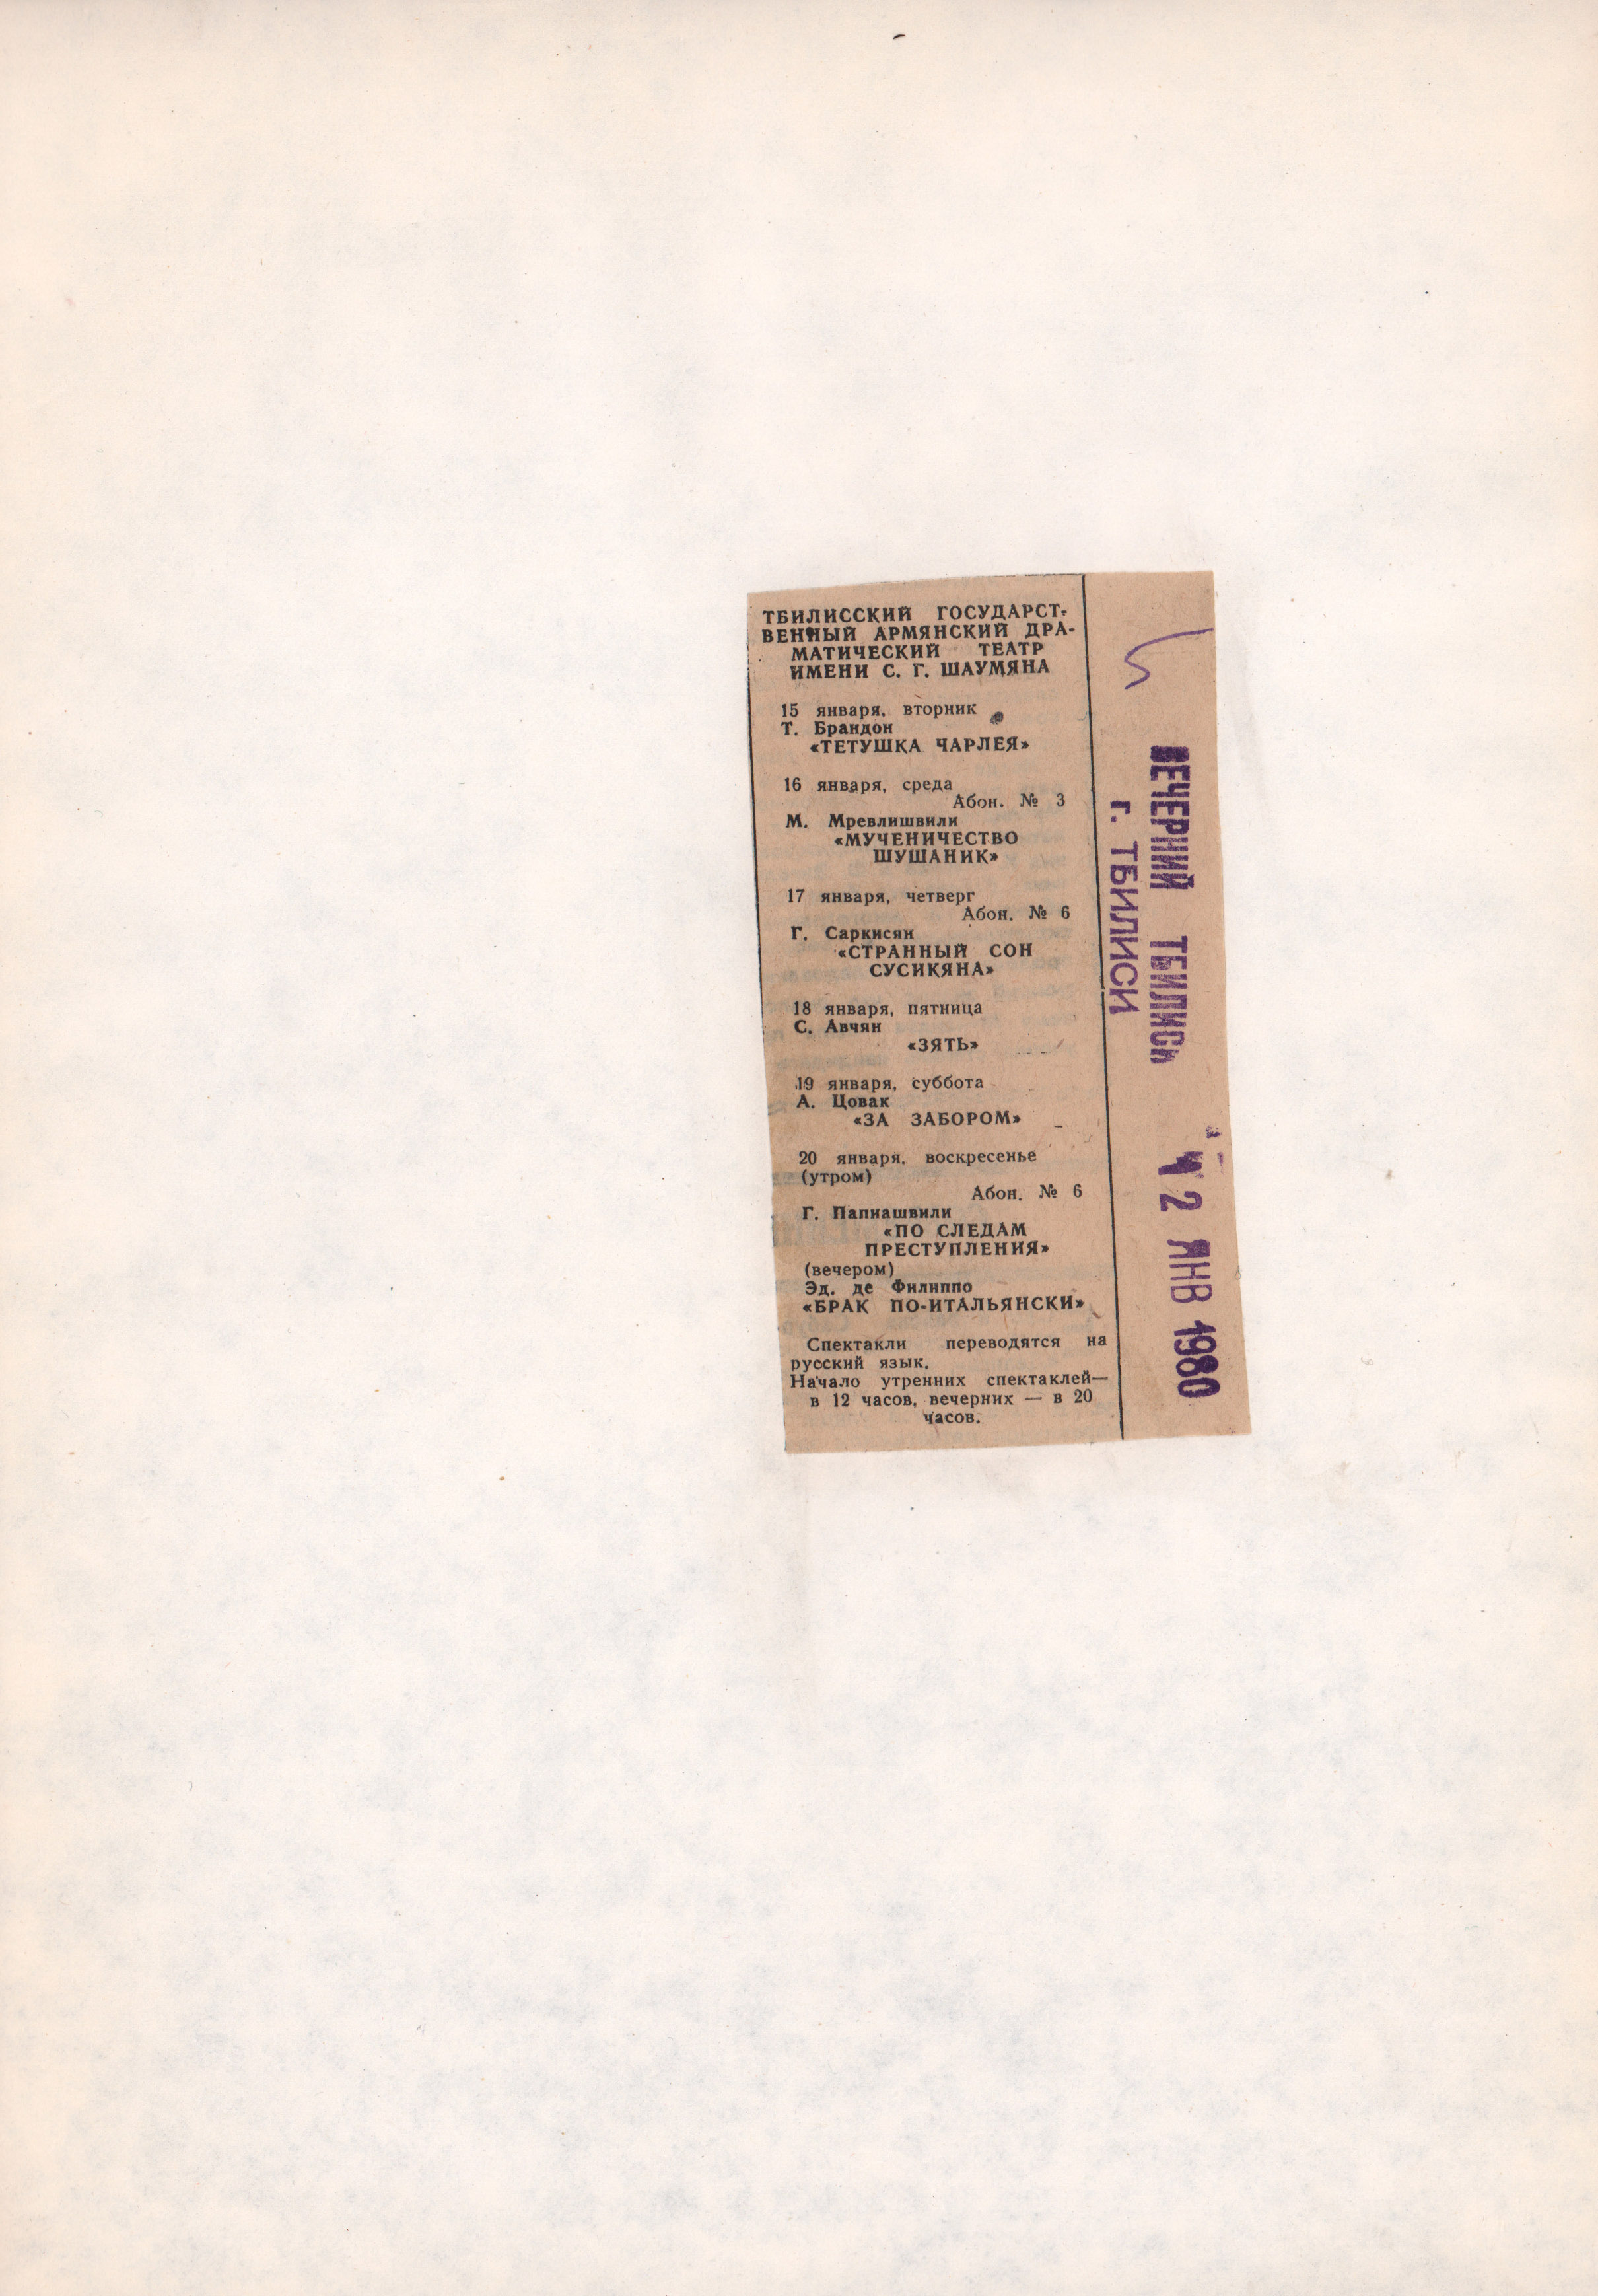 ТБИЛИССКИЙ ГОСУДАРСТ-
ВЕННЫЙ АРМЯНСКИЙ ДРА-
МАТИЧЕСКИЙ ТЕАТР
ИМЕНИ С. Г. ШАУМЯНА
15 января, вторник
Т. Брандон
«ТЕТУШКА ЧАРЛЕЯ»
16 января, среда
Абон. № 3
М. Мревлишвили
«МУЧЕНИЧЕСТВО
ШУШАНИК»
17 января, четверг
Абон. № 6
Г. Саркисян
«СТРАННЫЙ СОН
СУСИКЯНА»
18 января, пятница
С. Авчян
«ЗЯТЬ»
19 января, суббота
А. Цовак
«ЗА ЗАБОРОМ»
20 января, воскресенье
(утром)
Абон. № 6
Г. Папиашвили
«ПО СЛЕДАМ
ПРЕСТУПЛЕНИЯ»
(вечером)
Эд. де Филиппо
«БРАК ПО-ИТАЛЬЯНСКИ»
Спектакли переводятся на
русский язык.
Начало утренних спектаклей—
в 12 часов, вечерних — в 20
часов.
ВЕЧЕРНИЙ ТБИЛИСИ
г. ТБИЛИСИ
ЯНВ 1980